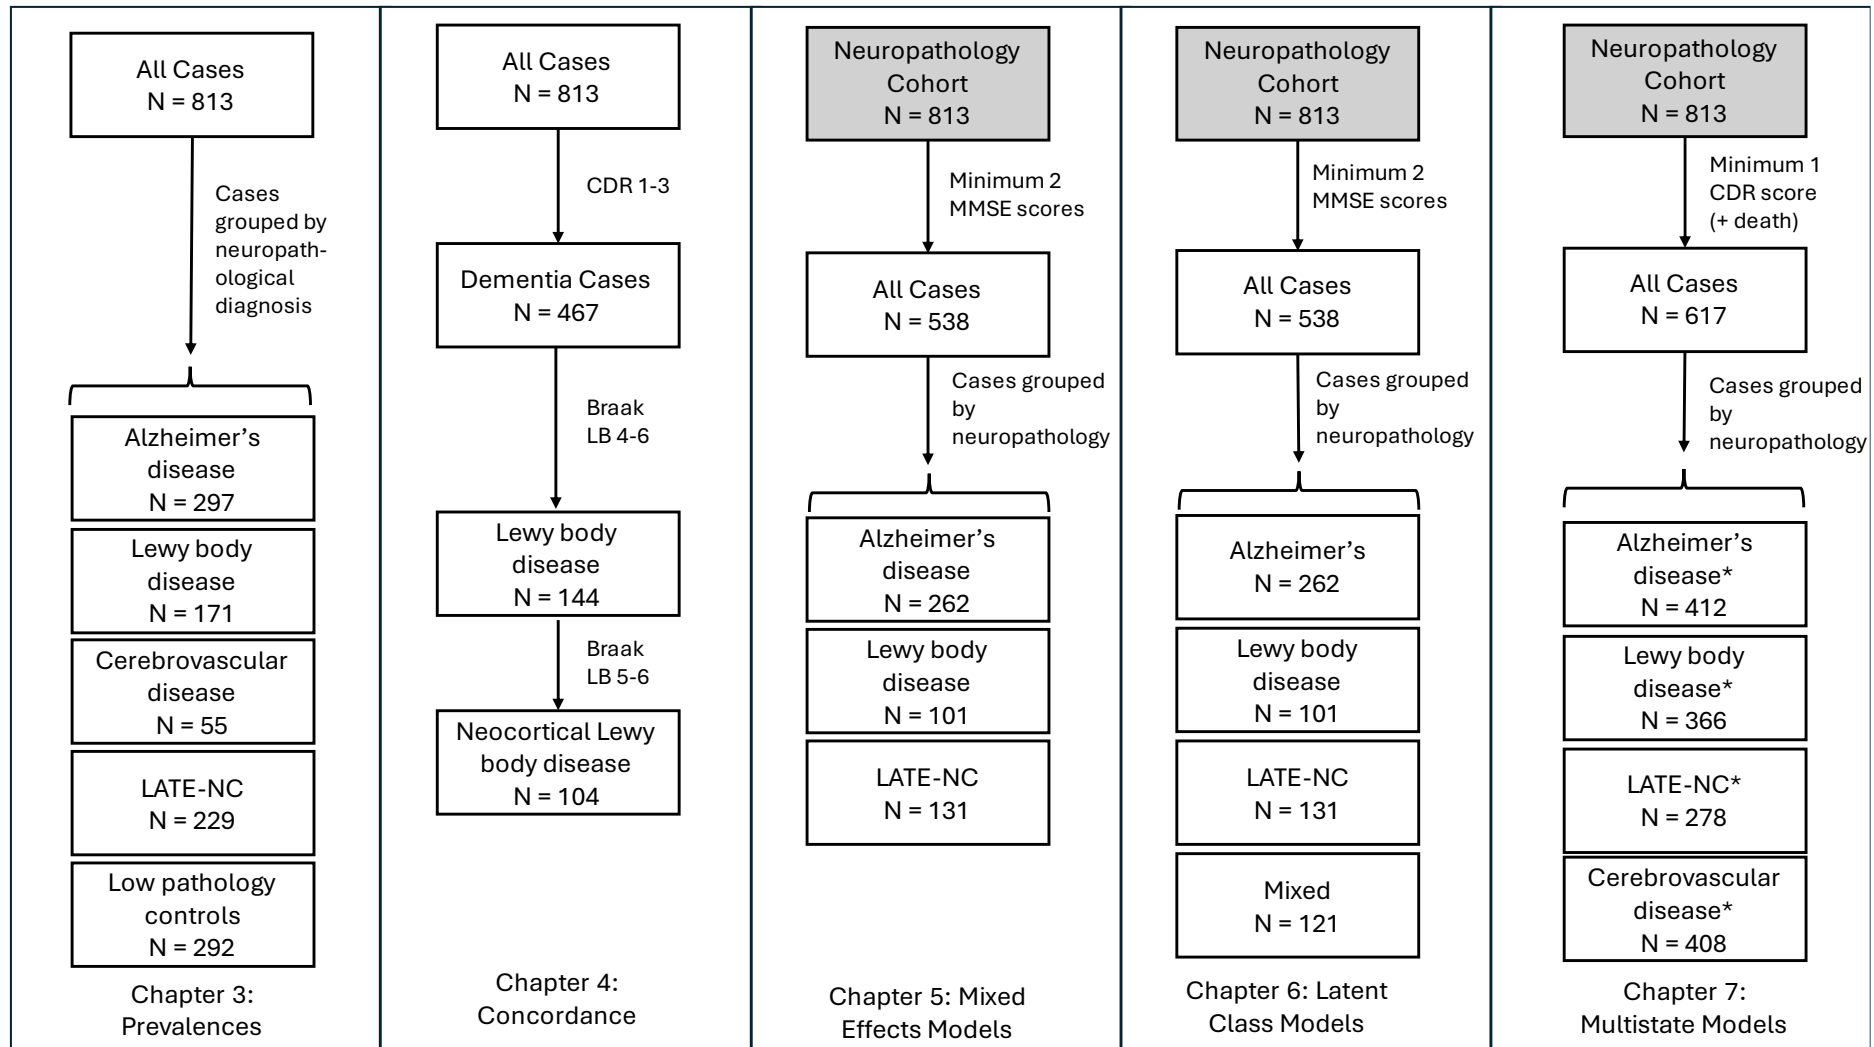 All Cases
N = 813
Cases
grouped by
neuropath-
ological
diagnosis
Alzheimer's
disease
N = 297
Lewy body
disease
N = 171
Cerebrovascular
disease
N = 55
LATE-NC
N = 229
Low pathology
controls
N = 292
Chapter 3:
Prevalences
All Cases
N = 813
CDR 1-3
Dementia Cases
N = 467
Braak
LB 4-6
Lewy body
disease
N = 144
Braak
LB 5-6
Neocortical Lewy
body disease
N = 104
Chapter 4:
Concordance
Neuropathology
Cohort
N = 813
Minimum 2
MMSE scores
All Cases
N = 538
Cases grouped
by
neuropathology
Alzheimer's
disease
N = 262
Lewy body
disease
N = 101
LATE-NC
N = 131
Chapter 5: Mixed
Effects Models
Neuropathology
Cohort
N = 813
Minimum 2
MMSE scores
All Cases
N = 538
Cases grouped
by
neuropathology
Alzheimer's
N = 262
Lewy body
disease
N = 101
LATE-NC
N = 131
Mixed
N = 121
Chapter 6: Latent
Class Models
Neuropathology
Cohort
N = 813
Minimum 1
CDR score
(+ death)
All Cases
N = 617
Cases grouped
by
neuropathology
Alzheimer's
disease*
N = 412
Lewy body
disease*
N = 366
LATE-NC*
N = 278
Cerebrovascular
disease*
N = 408
Chapter 7:
Multistate Models